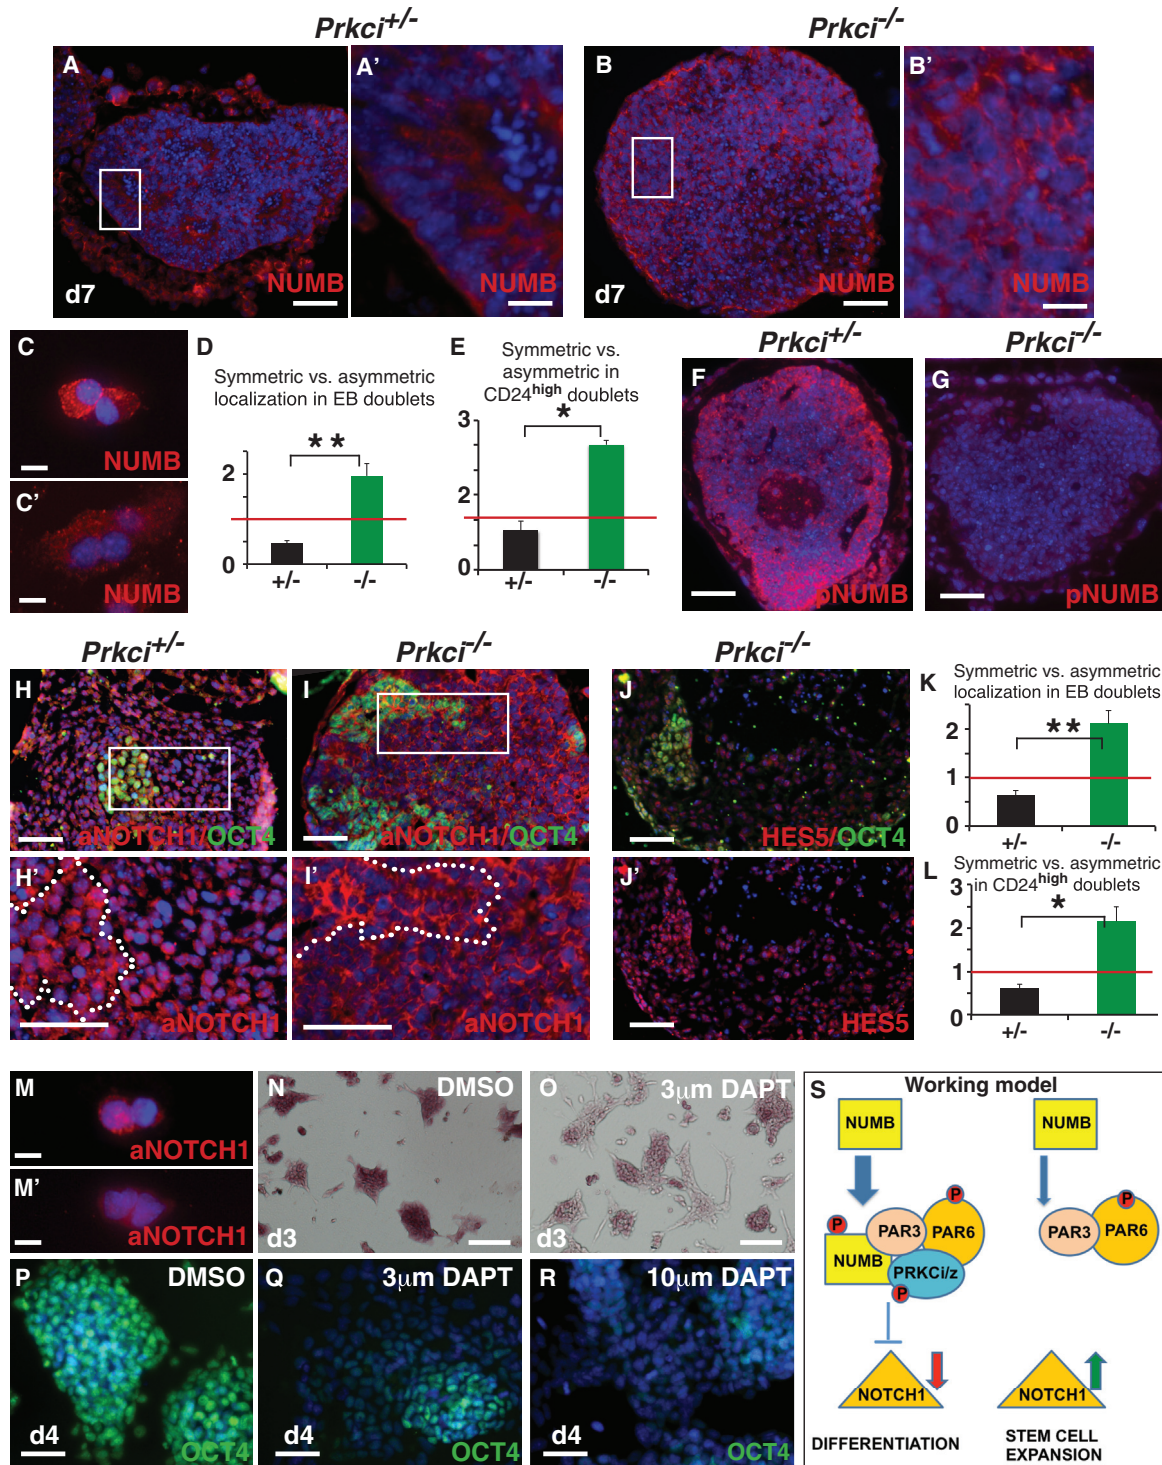 Prkci+/-
Prkci-/-
A
A'
B
B'
d7
NUMB
NUMB
d7
NUMB
NUMB
C
NUMB
C'
NUMB
D
Symmetric vs. asymmetric
localization in EB doublets
**
2
0
+/-
-/-
E
Symmetric vs.
asymmetric in
CD24high doublets
*
3
2
1
0
+/-
-/-
Prkci+/-
Prkci-/-
F
pNUMB
G
pNUMB
Prkci+/-
Prkci-/-
Prkci-/-
H
aNOTCH1/OCT4
I
aNOTCH1/OCT4
J
HES5/OCT4
H'
aNOTCH1
I'
aNOTCH1
J'
HES5
K
Symmetric vs. asymmetric
localization in EB doublets
**
2
1
0
+/-
-/-
L
Symmetric vs. asymmetric
in CD24high doublets
*
3
2
1
0
+/-
-/-
M
aNOTCH1
M'
aNOTCH1
N
DMSO
d3
O
3μm DAPT
d3
P
DMSO
d4
OCT4
Q
3μm DAPT
d4
OCT4
R
10μm DAPT
d4
OCT4
S
Working model
NUMB
NUMB
P
P
PAR3
PAR6
NUMB
PRKCi/z
P
P
PAR3
PAR6
NOTCH1
NOTCH1
DIFFERENTIATION
STEM CELL
EXPANSION